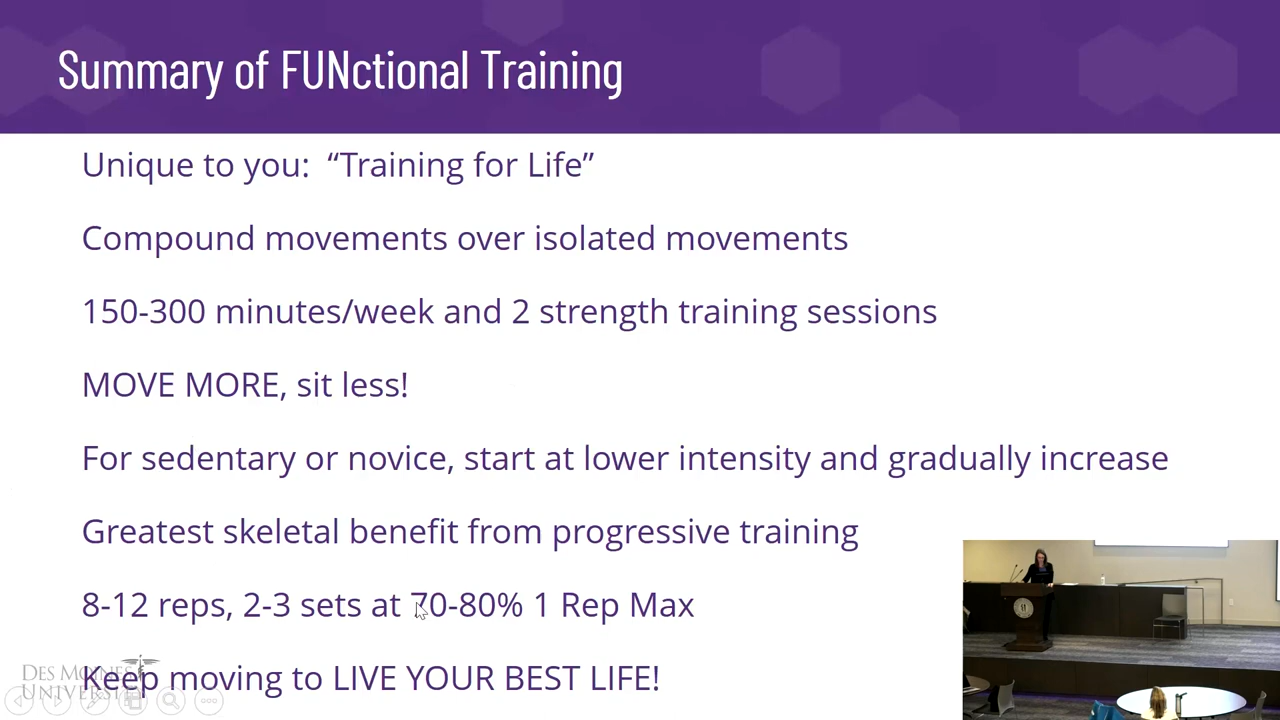 Summary of FUNctional Training
Unique to you:  “Training for Life”
Compound movements over isolated movements
150-300 minutes/week and 2 strength training sessions
MOVE MORE, sit less!
For sedentary or novice, start at lower intensity and gradually increase
Greatest skeletal benefit from progressive training
8-12 reps, 2-3 sets at 70-80% 1 Rep Max
Keep moving to LIVE YOUR BEST LIFE!
DES MOINES
UNIVERSITY